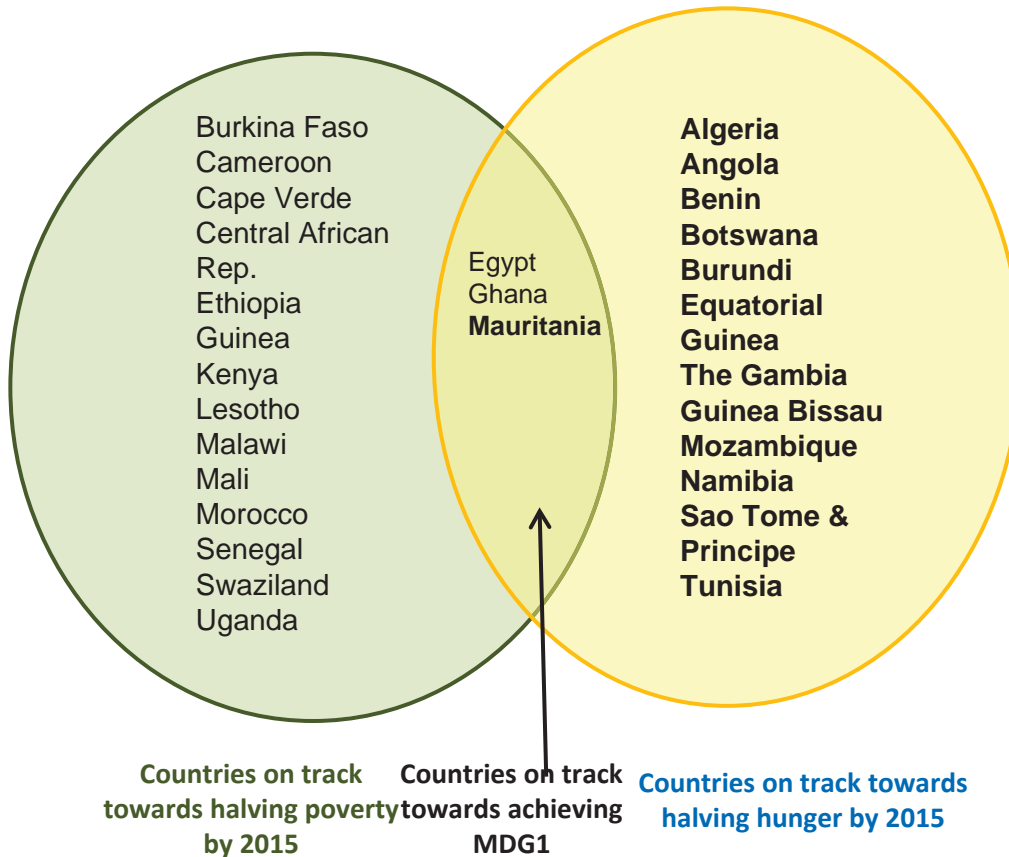 Burkina Faso
Cameroon
Cape Verde
Central African
Rep.
Ethiopia
Guinea
Kenya
Lesotho
Malawi
Mali
Morocco
Senegal
Swaziland
Uganda
Egypt
Ghana
Mauritania
Algeria
Angola
Benin
Botswana
Burundi
Equatorial
Guinea
The Gambia
Guinea Bissau
Mozambique
Namibia
Sao Tome &
Principe
Tunisia
Countries on track
towards halving poverty
by 2015
Countries on track
towards achieving
MDG1
Countries on track towards
halving hunger by 2015